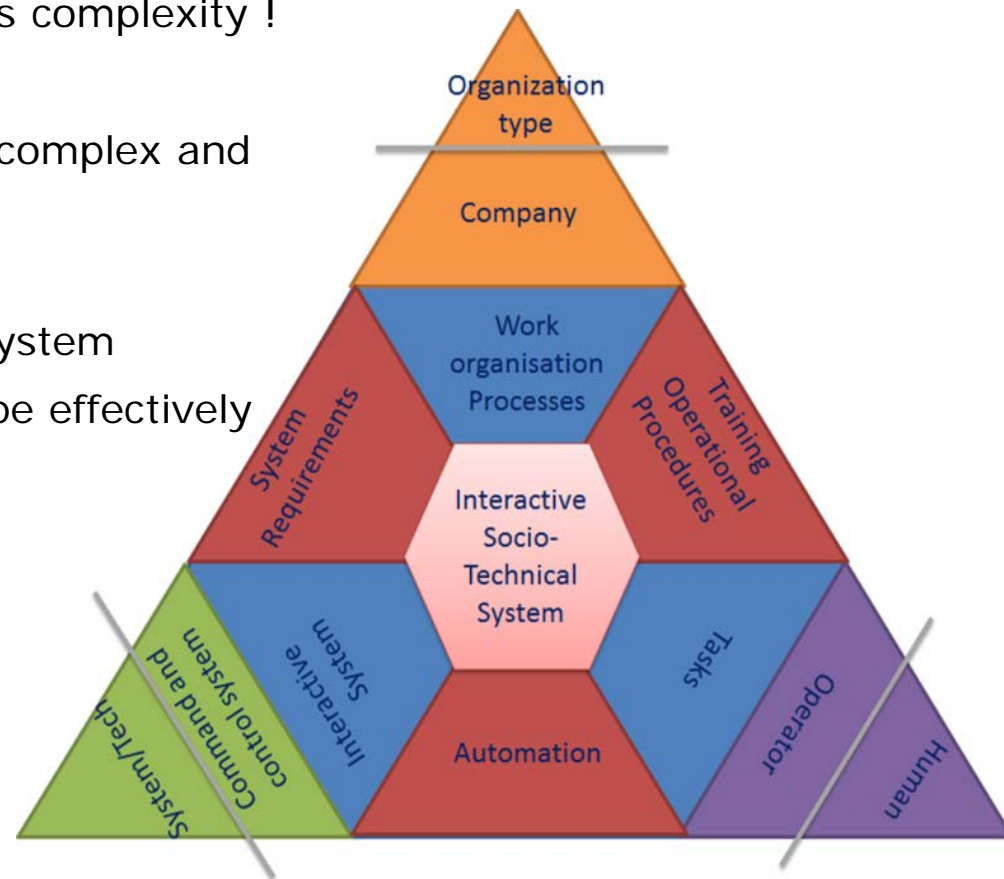 s complexity !
complex and
ystem
be effectively
Organization
type
Company
Work
organisation
Processes
System
Requirements
Training
Operational
Procedures
Interactive
Socio-
Technical
System
System/Tech
Command and
control system
Interactive
System
Automation
Tasks
Operator
Human